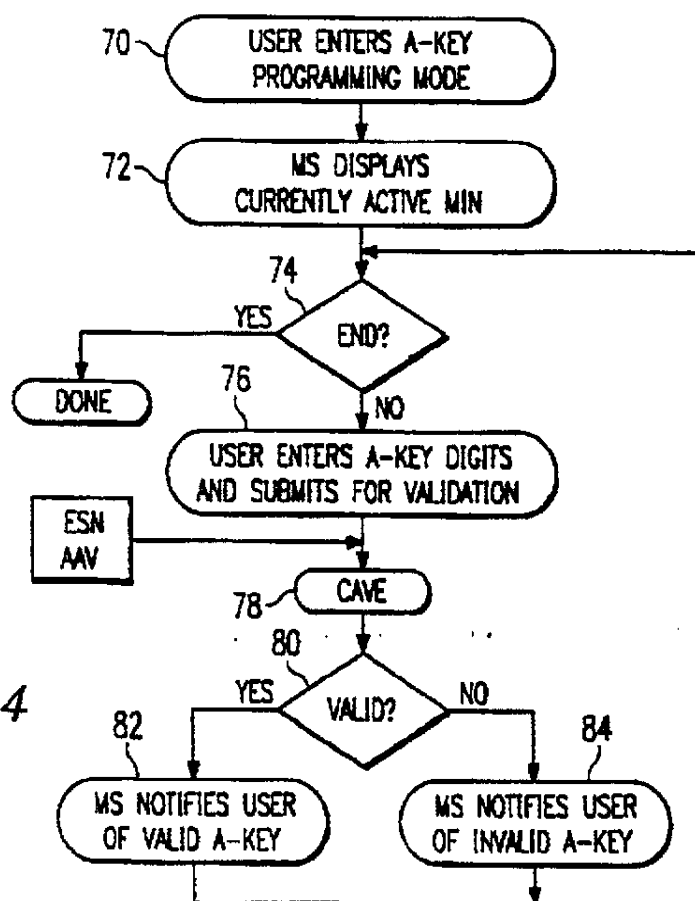 70
USER ENTERS A-KEY
PROGRAMMING MODE
72
MS DISPLAYS
CURRENTLY ACTIVE MIN
74
YES
END?
DONE
76
NO
USER ENTERS A-KEY DIGITS
AND SUBMITS FOR VALIDATION
ESN
AAV
78
CAVE
80
YES
VALID?
NO
4
82
84
MS NOTIFIES USER
OF VALID A-KEY
MS NOTIFIES USER
OF INVALID A-KEY